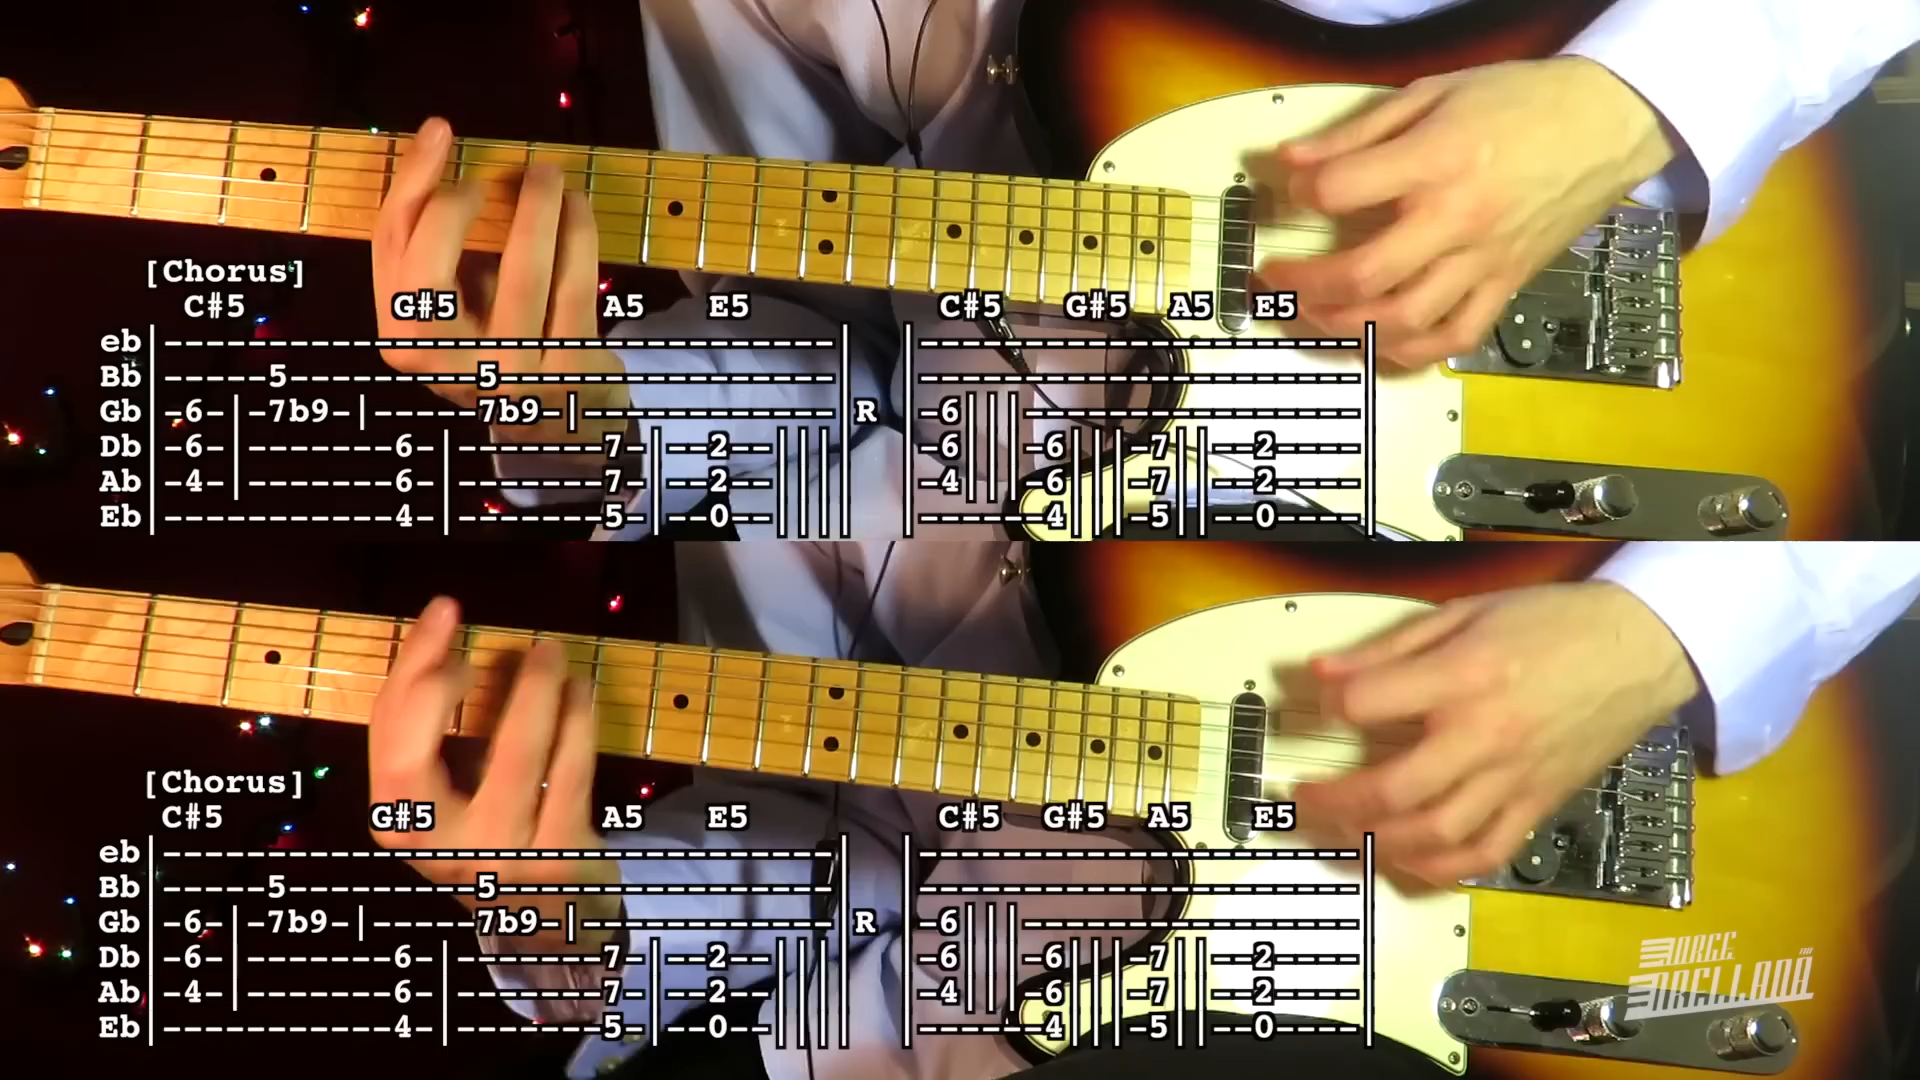 [Chorus]
C#5 G#5 A5 E5 C#5 G#5 A5 E5
eb|--------------------------------| |---------------------|
Bb|-----5---------5----------------| |---------------------|
Gb|-6-|-7b9-|-----7b9-|------------|R|-6||||----------------|
Db|-6-|-------6-|-------7-|--2--||||-6||||-6|||-7|||--2----|
Ab|-4-|-------6-|-------7-|--2--||||-4||||-6|||-7|||--2----|
Eb|-----------4-|-------5-|--0--||||------4|||-5|||--0----|
[Chorus]
C#5 G#5 A5 E5 C#5 G#5 A5 E5
eb|--------------------------------| |---------------------|
Bb|-----5---------5----------------| |---------------------|
Gb|-6-|-7b9-|-----7b9-|------------|R|-6||||----------------|
Db|-6-|-------6-|-------7-|--2--||||-6||||-6|||-7|||--2----|
Ab|-4-|-------6-|-------7-|--2--||||-4||||-6|||-7|||--2----|
Eb|-----------4-|-------5-|--0--||||------4|||-5|||--0----|
JORGE
ORELLANA